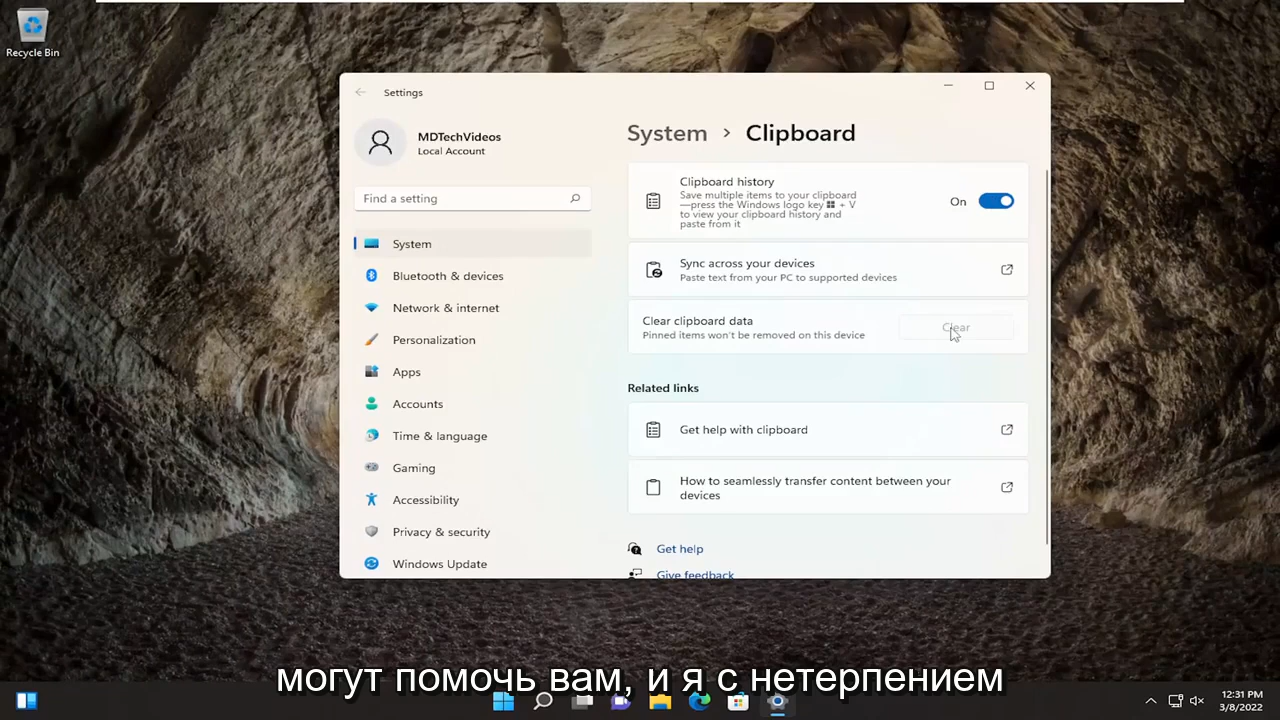 Recycle Bin
Settings
MDTechVideos
Local Account
Find a setting
System
Bluetooth & devices
Network & internet
Personalization
Apps
Accounts
Time & language
Gaming
Accessibility
Privacy & security
Windows Update
System > Clipboard
Clipboard history
Save multiple items to your clipboard
—press the Windows logo key + V
to view your clipboard history and
paste from it
On
Sync across your devices
Paste text from your PC to supported devices
Clear clipboard data
Pinned items won't be removed on this device
Clear
Related links
Get help with clipboard
How to seamlessly transfer content between your
devices
Get help
Give feedback
могут помочь вам, и я с нетерпением
12:31 PM
3/8/2022